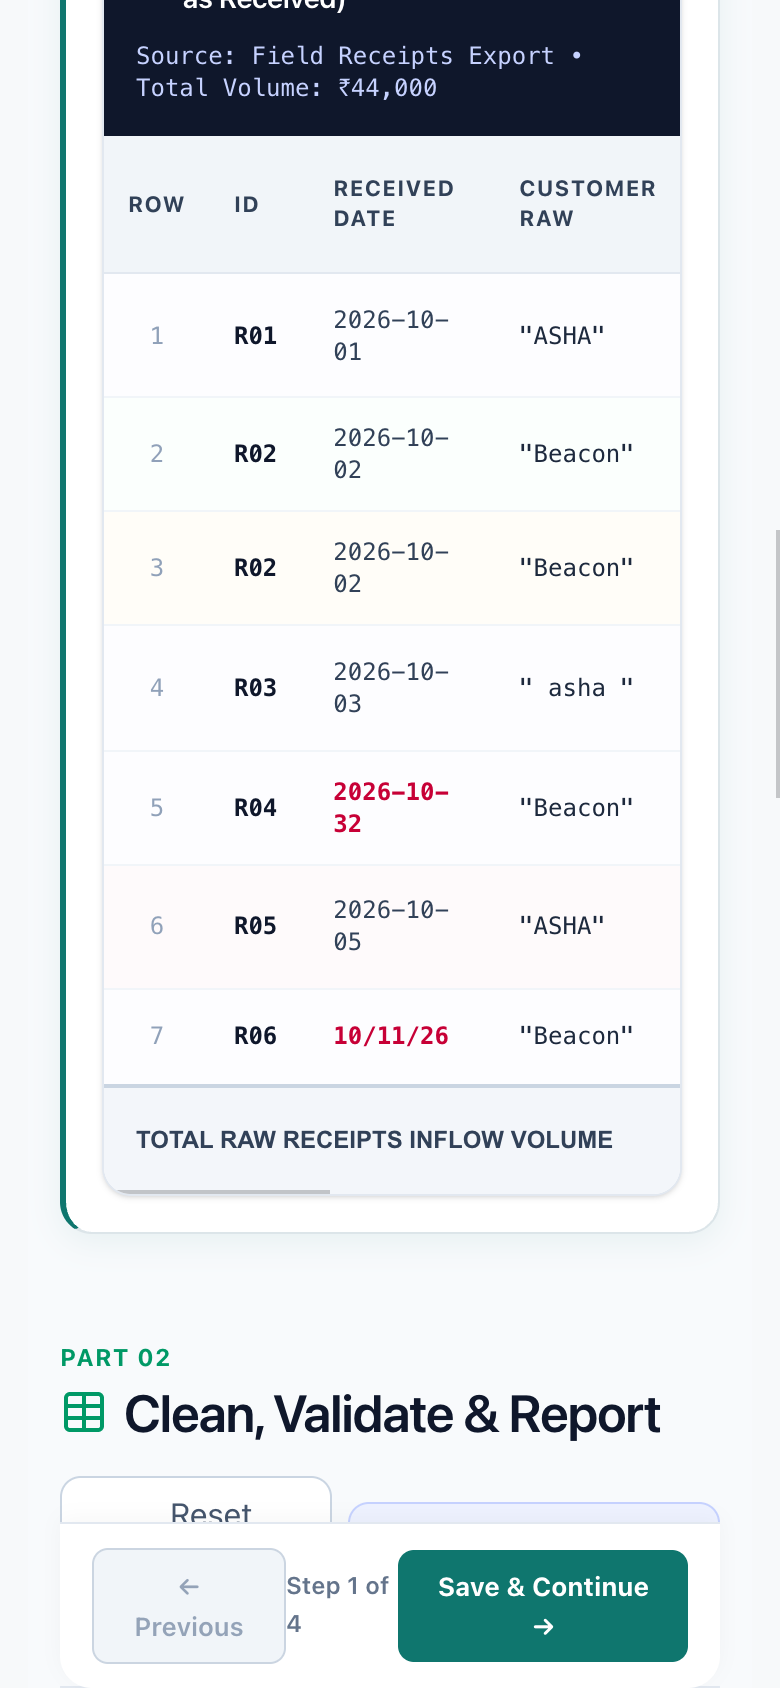 as Received)
Source: Field Receipts Export •
Total Volume: ₹44,000
ROW ID RECEIVED DATE CUSTOMER RAW
1 R01 2026-10-01 "ASHA"
2 R02 2026-10-02 "Beacon"
3 R02 2026-10-02 "Beacon"
4 R03 2026-10-03 " asha "
5 R04 2026-10-32 "Beacon"
6 R05 2026-10-05 "ASHA"
7 R06 10/11/26 "Beacon"
TOTAL RAW RECEIPTS INFLOW VOLUME
PART 02
Clean, Validate & Report
Reset
← Previous
Step 1 of 4
Save & Continue →